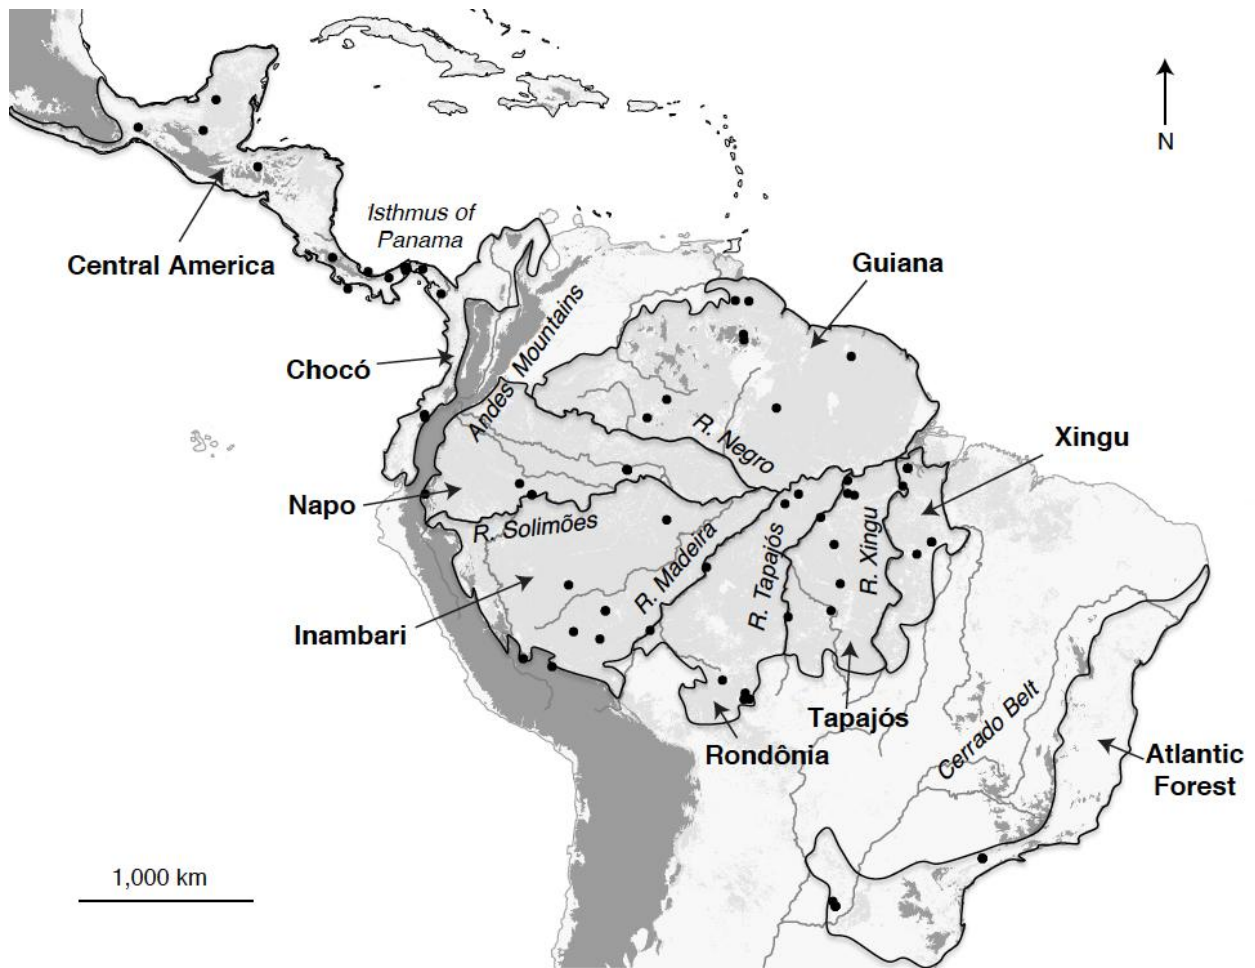 N
Isthmus of
Panama
Central America
Guiana
Andes Mountains
Chocó
R. Negro
Xingu
Napo
R. Solimões
R. Madeira
R. Tapajós
R. Xingu
Inambari
Tapajós
Rondônia
Cerrado Belt
Atlantic
Forest
1,000 km